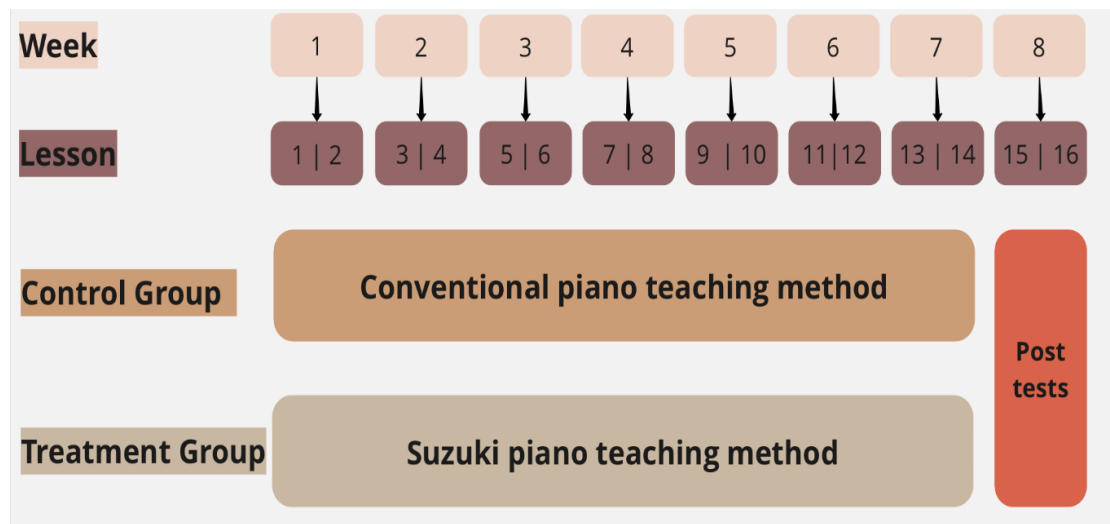 Week 1 2 3 4 5 6 7 8
Lesson 1 | 2 3 | 4 5 | 6 7 | 8 9 | 10 11|12 13 | 14 15 | 16
Control Group Conventional piano teaching method
Post
tests
Treatment Group Suzuki piano teaching method